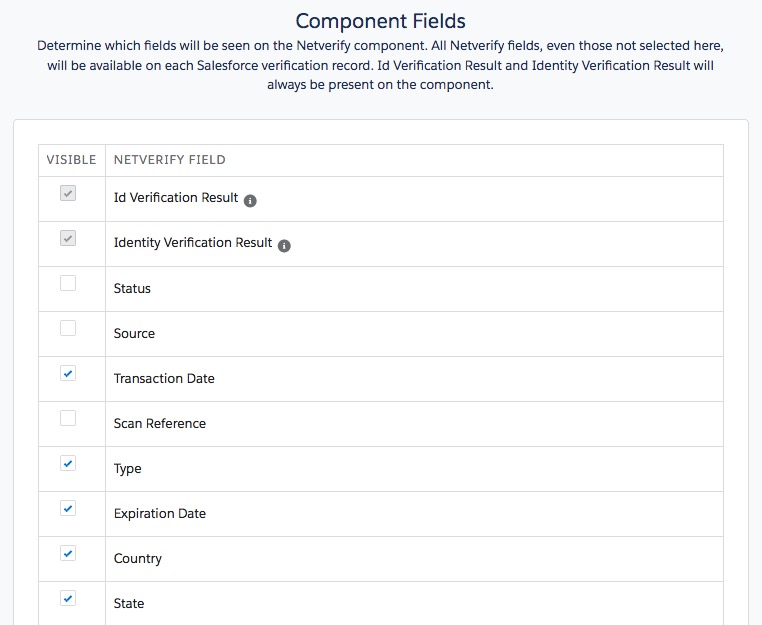 Component Fields
Determine which fields will be seen on the Netverify component. All Netverify fields, even those not selected here,
will be available on each Salesforce verification record. Id Verification Result and Identity Verification Result will
always be present on the component.
VISIBLE NETVERIFY FIELD
Id Verification Result
Identity Verification Result
Status
Source
Transaction Date
Scan Reference
Type
Expiration Date
Country
State